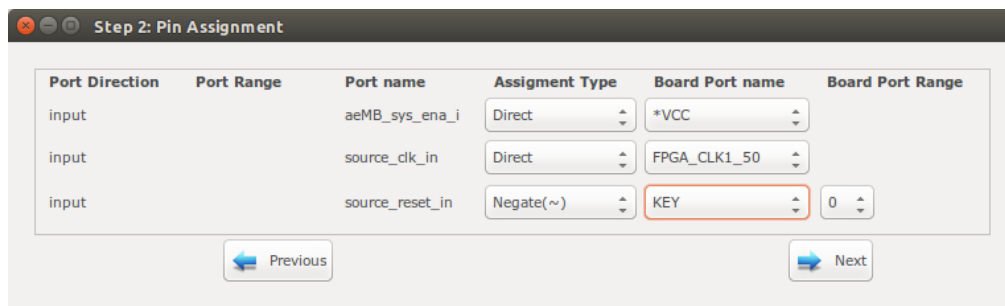 Step 2: Pin Assignment
Port Direction Port Range Port name Assigment Type Board Port name Board Port Range
input aeMB_sys_ena_i Direct *VCC
input source_clk_in Direct FPGA_CLK1_50
input source_reset_in Negate(~) KEY 0
Previous Next